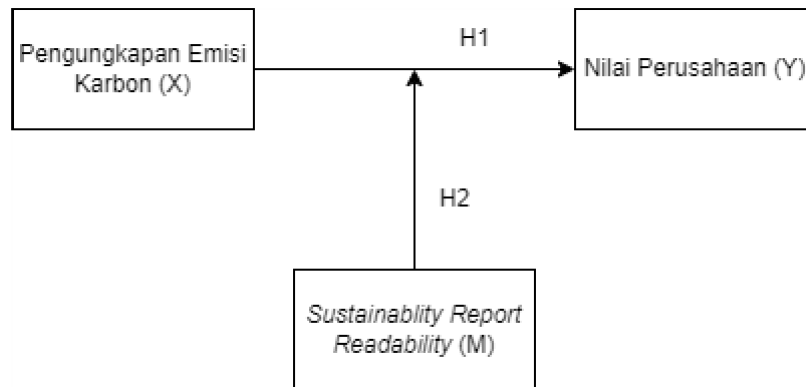 H1
Pengungkapan Emisi
Karbon (X)
Nilai Perusahaan (Y)
H2
Sustainablity Report
Readability (M)